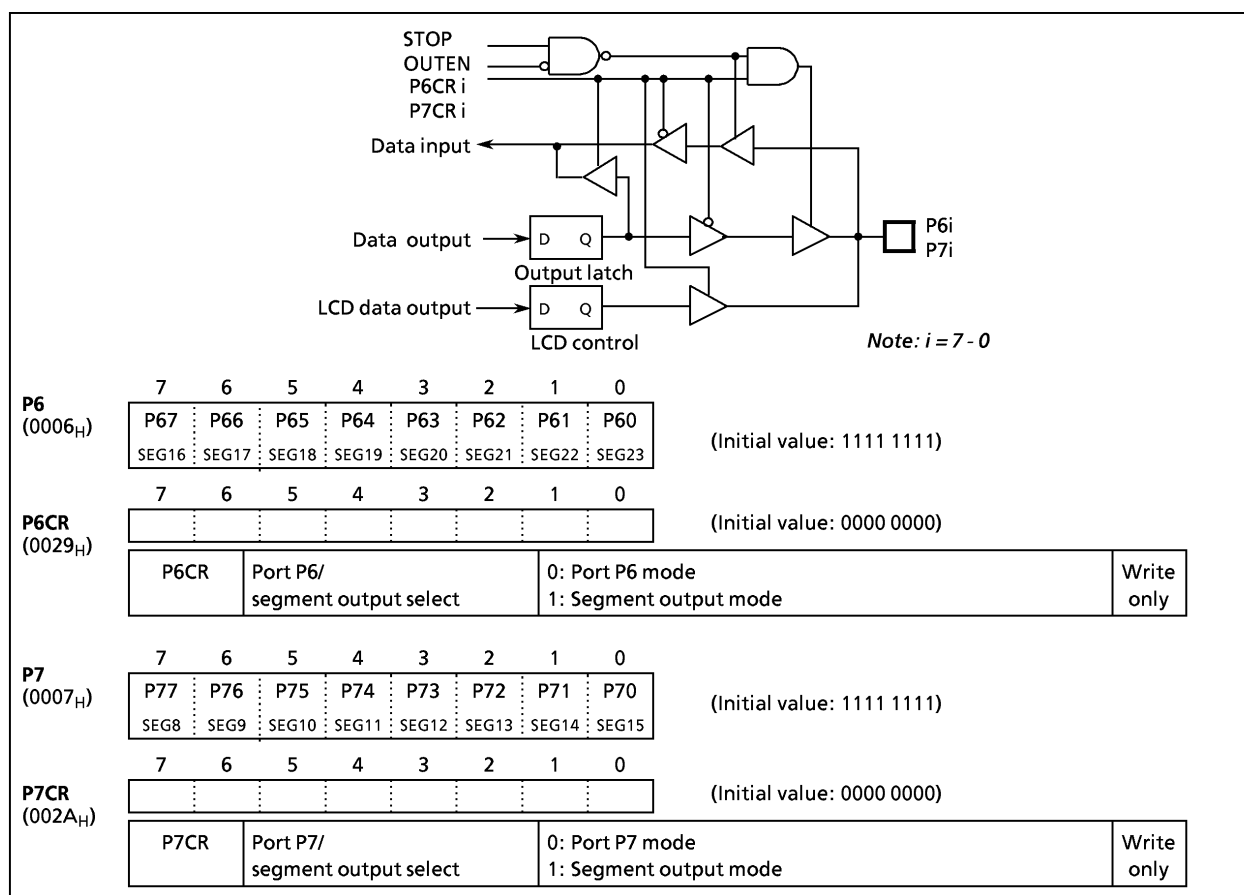 STOP
OUTEN
P6CR i
P7CR i
Data input
Data output
D Q
P6i
P7i
Output latch
LCD data output
D Q
LCD control
Note: i = 7 - 0
7 6 5 4 3 2 1 0
P6
(0006H)
P67 P66 P65 P64 P63 P62 P61 P60
SEG16 SEG17 SEG18 SEG19 SEG20 SEG21 SEG22 SEG23
(Initial value: 1111 1111)
7 6 5 4 3 2 1 0
P6CR
(0029H)
(Initial value: 0000 0000)
P6CR
Port P6/
segment output select
0: Port P6 mode
1: Segment output mode
Write
only
7 6 5 4 3 2 1 0
P7
(0007H)
P77 P76 P75 P74 P73 P72 P71 P70
SEG8 SEG9 SEG10 SEG11 SEG12 SEG13 SEG14 SEG15
(Initial value: 1111 1111)
7 6 5 4 3 2 1 0
P7CR
(002AH)
(Initial value: 0000 0000)
P7CR
Port P7/
segment output select
0: Port P7 mode
1: Segment output mode
Write
only